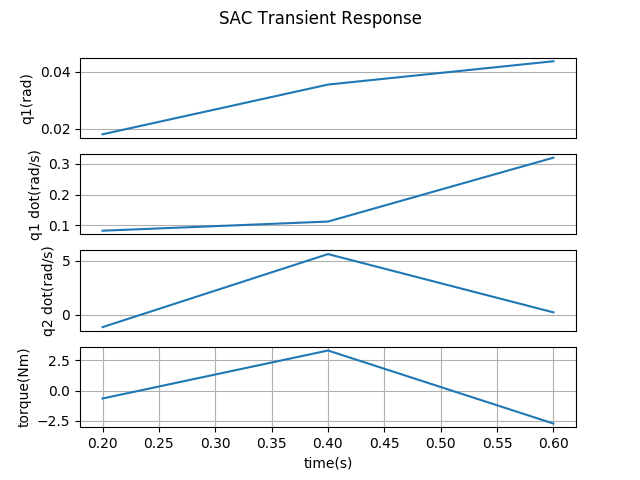 SAC Transient Response
q1(rad)
0.04
0.02
q1 dot(rad/s)
0.3
0.2
0.1
q2 dot(rad/s)
5
0
torque(Nm)
2.5
0.0
−2.5
0.20 0.25 0.30 0.35 0.40 0.45 0.50 0.55 0.60
time(s)